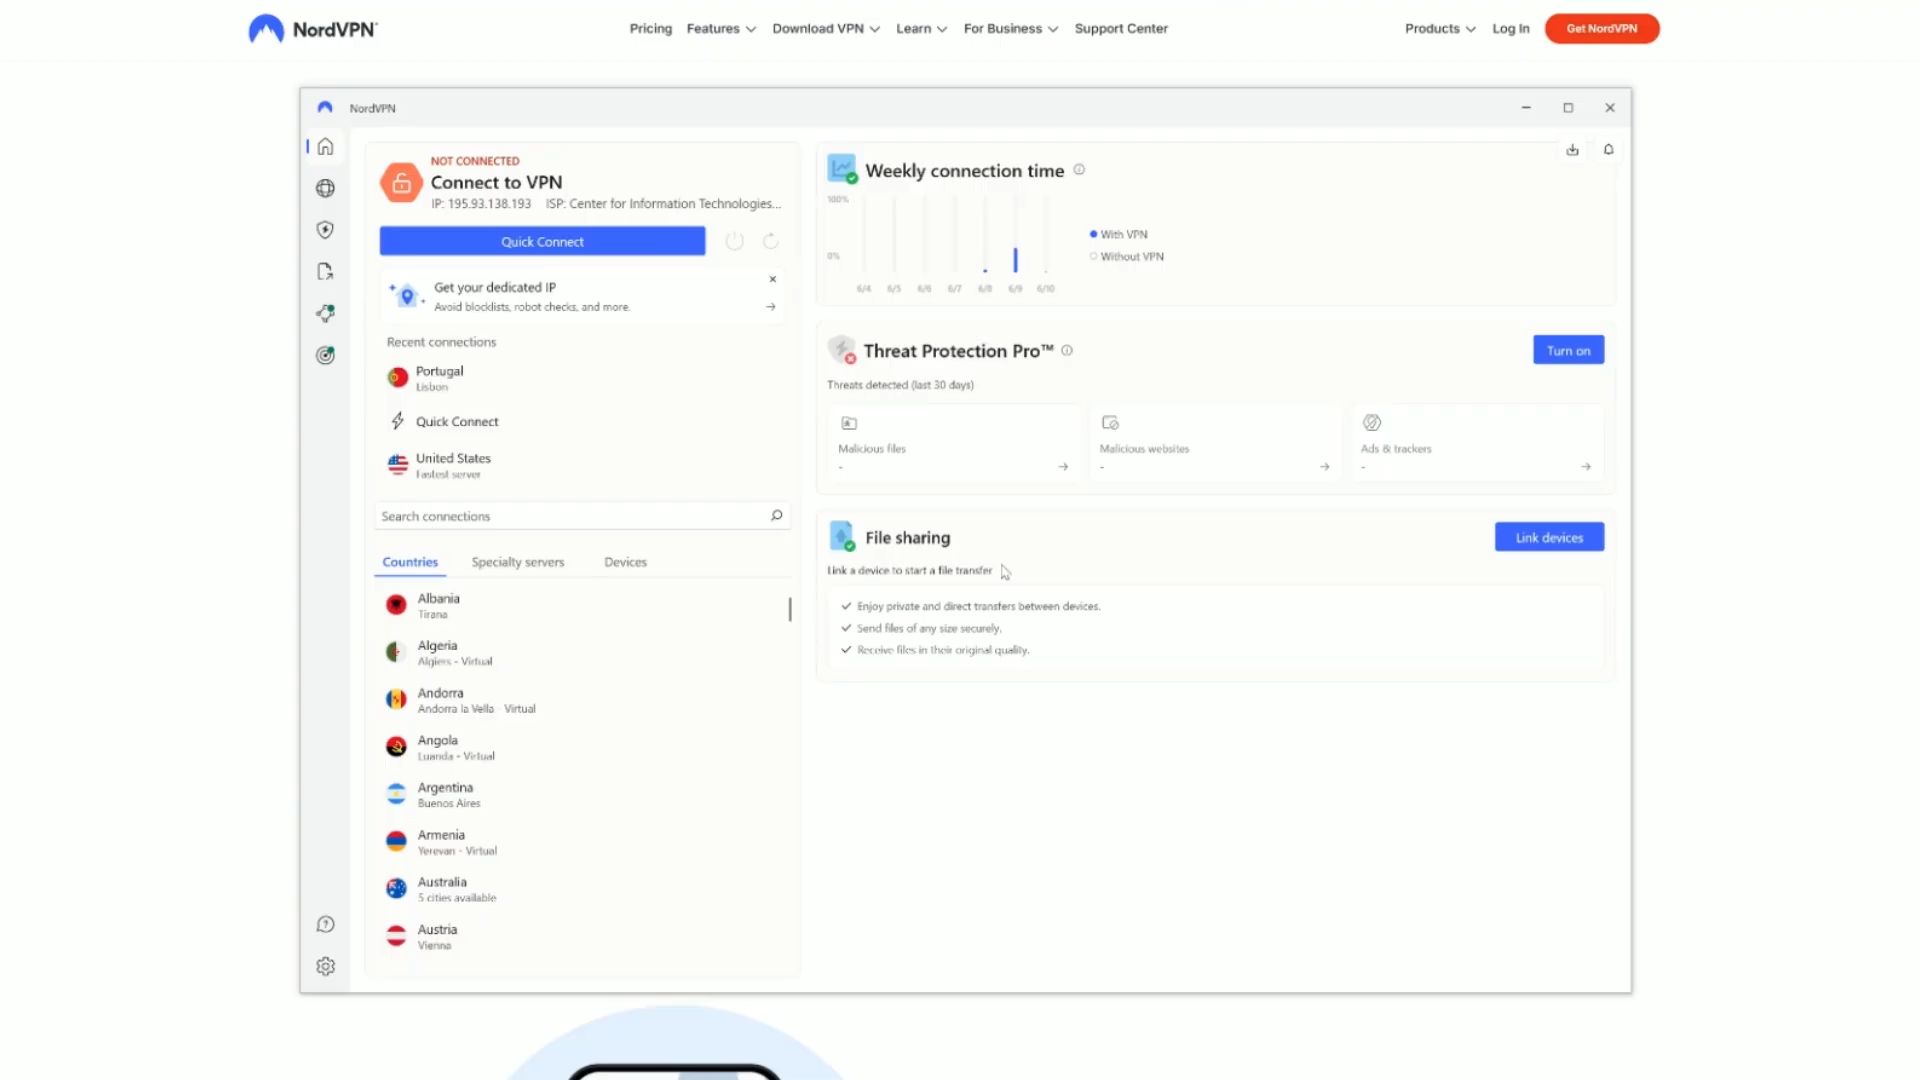 NordVPN®
Pricing
Features
Download VPN
Learn
For Business
Support Center
Products
Log In
Get NordVPN
NordVPN
NOT CONNECTED
Connect to VPN
IP: 195.93.138.193 ISP: Center for Information Technologies...
Quick Connect
Get your dedicated IP
Avoid blocklists, robot checks, and more.
Recent connections
Portugal
Lisbon
Quick Connect
United States
Fastest server
Search connections
Countries
Specialty servers
Devices
Albania
Tirana
Algeria
Algiers - Virtual
Andorra
Andorra la Vella - Virtual
Angola
Luanda - Virtual
Argentina
Buenos Aires
Armenia
Yerevan - Virtual
Australia
5 cities available
Austria
Vienna
Weekly connection time
100%
0%
6/4 6/5 6/6 6/7 6/8 6/9 6/10
With VPN
Without VPN
Threat Protection Pro™
Turn on
Threats detected (last 30 days)
Malicious files
-
Malicious websites
-
Ads & trackers
-
File sharing
Link devices
Link a device to start a file transfer
Enjoy private and direct transfers between devices.
Send files of any size securely.
Receive files in their original quality.